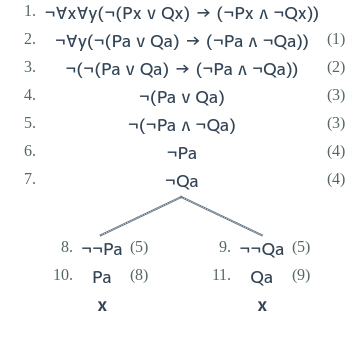 1. ¬∀x∀y(¬(Px ∨ Qx) → (¬Px ∧ ¬Qx))
2. ¬∀y(¬(Pa ∨ Qa) → (¬Pa ∧ ¬Qa)) (1)
3. ¬(¬(Pa ∨ Qa) → (¬Pa ∧ ¬Qa)) (2)
4. ¬(Pa ∨ Qa) (3)
5. ¬(¬Pa ∧ ¬Qa) (3)
6. ¬Pa (4)
7. ¬Qa (4)
8. ¬¬Pa (5) 9. ¬¬Qa (5)
10. Pa (8) 11. Qa (9)
x x